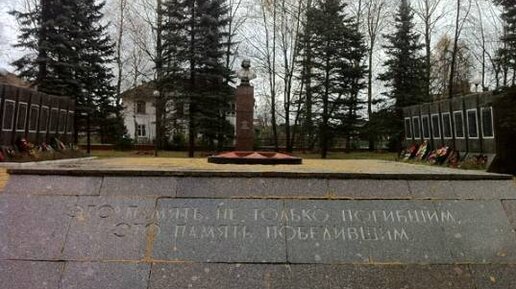 ЭТО ПАМЯТЬ НЕ ТОЛЬКО ПОГИБШИМ,
ЭТО ПАМЯТЬ ПОБЕДИВШИМ.